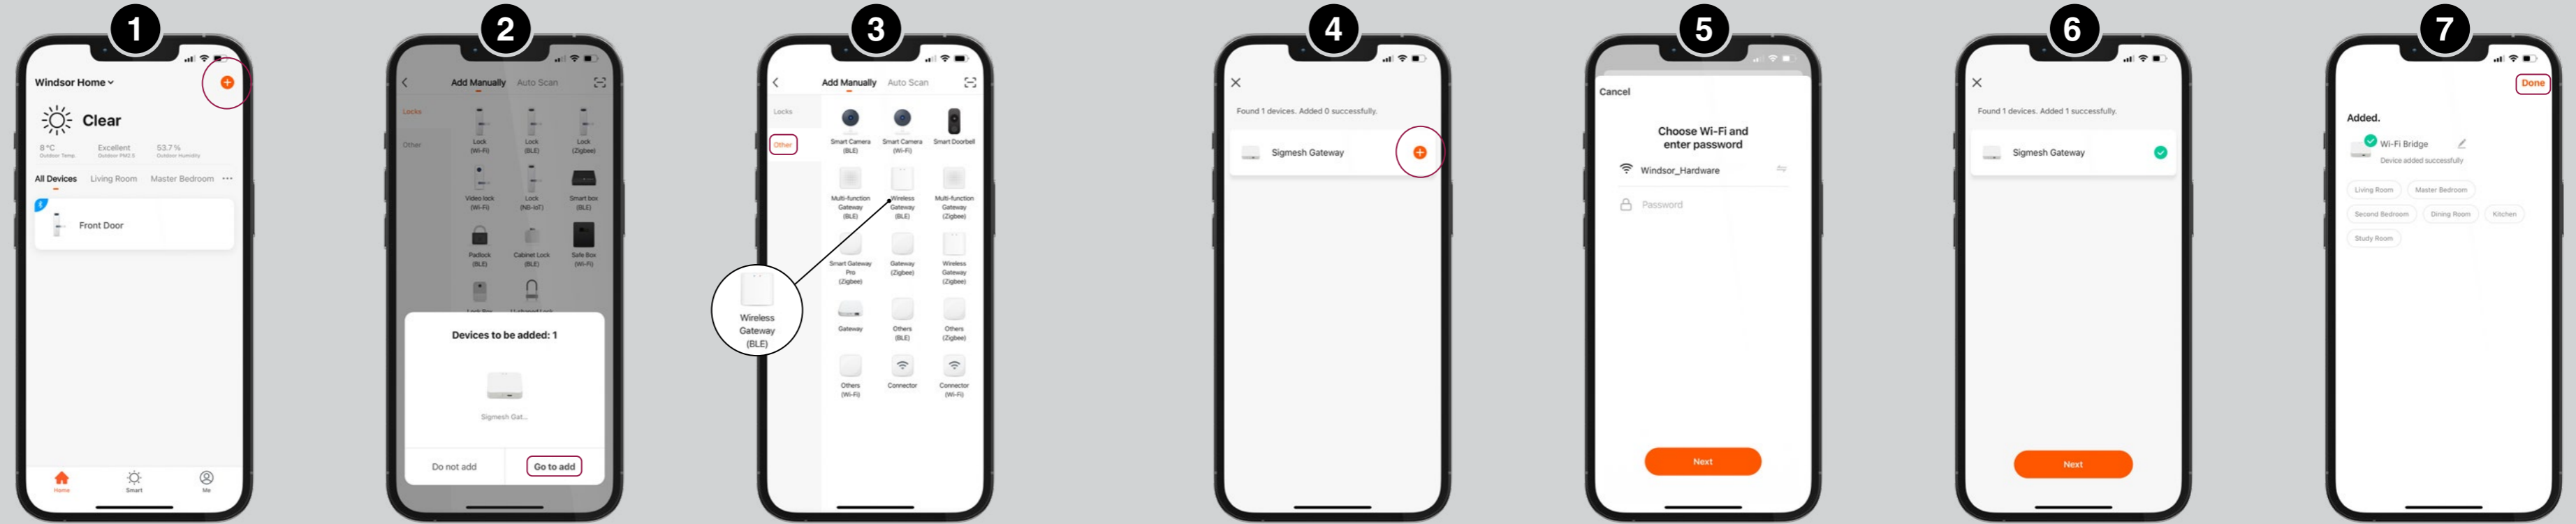 1
Windsor Home
Clear
8°C
Excellent
53.7%
Outdoor Temp.
Outdoor PM2.5
Outdoor Humidity
All Devices Living Room Master Bedroom
Front Door
Home
Smart
Me
2
Add Manually Auto Scan
Locks
Other
Lock
(Wi-Fi)
Lock
(BLE)
Lock
(Zigbee)
Video lock
(Wi-Fi)
Lock
(NB-IoT)
Smart box
(BLE)
Padlock
(BLE)
Cabinet Lock
(BLE)
Safe Box
(Wi-Fi)
Devices to be added: 1
Sigmesh Gat...
Do not add
Go to add
3
Add Manually Auto Scan
Locks
Other
Smart Camera
(BLE)
Smart Camera
(Wi-Fi)
Smart Doorbell
Multi-function
Gateway
(BLE)
Wireless
Gateway
(BLE)
Multi-function
Gateway
(Zigbee)
Smart Gateway
Pro
(Zigbee)
Gateway
(Zigbee)
Wireless
Gateway
(Zigbee)
Gateway
Others
(BLE)
Others
(Zigbee)
Others
(Wi-Fi)
Connector
Connector
(Wi-Fi)
Wireless
Gateway
(BLE)
4
Found 1 devices. Added 0 successfully.
Sigmesh Gateway
5
Cancel
Choose Wi-Fi and
enter password
Windsor_Hardware
Password
Next
6
Found 1 devices. Added 1 successfully.
Sigmesh Gateway
Next
7
Done
Added.
Wi-Fi Bridge
Device added successfully
Living Room Master Bedroom
Second Bedroom Dining Room Kitchen
Study Room